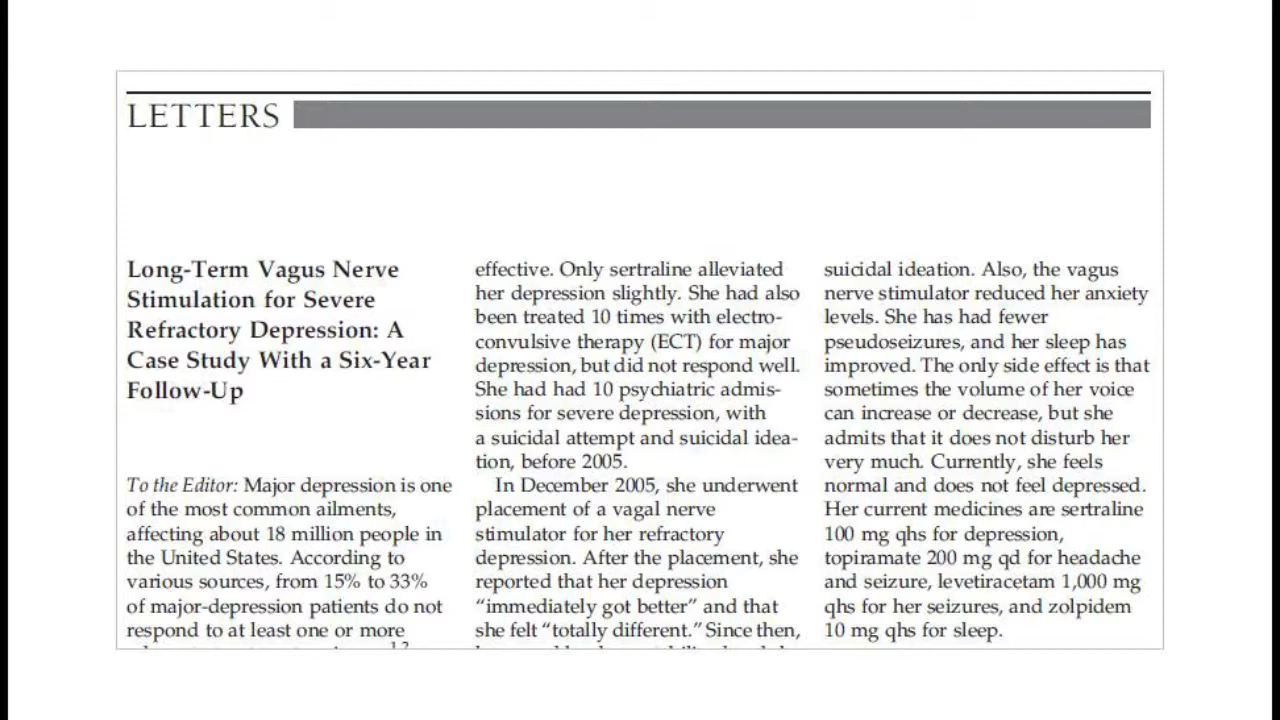 LETTERS
Long-Term Vagus Nerve
Stimulation for Severe
Refractory Depression: A
Case Study With a Six-Year
Follow-Up
To the Editor: Major depression is one
of the most common ailments,
affecting about 18 million people in
the United States. According to
various sources, from 15% to 33%
of major-depression patients do not
respond to at least one or more
effective. Only sertraline alleviated
her depression slightly. She had also
been treated 10 times with electro-
convulsive therapy (ECT) for major
depression, but did not respond well.
She had had 10 psychiatric admis-
sions for severe depression, with
a suicidal attempt and suicidal idea-
tion, before 2005.
In December 2005, she underwent
placement of a vagal nerve
stimulator for her refractory
depression. After the placement, she
reported that her depression
“immediately got better” and that
she felt “totally different.” Since then,
suicidal ideation. Also, the vagus
nerve stimulator reduced her anxiety
levels. She has had fewer
pseudoseizures, and her sleep has
improved. The only side effect is that
sometimes the volume of her voice
can increase or decrease, but she
admits that it does not disturb her
very much. Currently, she feels
normal and does not feel depressed.
Her current medicines are sertraline
100 mg qhs for depression,
topiramate 200 mg qd for headache
and seizure, levetiracetam 1,000 mg
qhs for her seizures, and zolpidem
10 mg qhs for sleep.